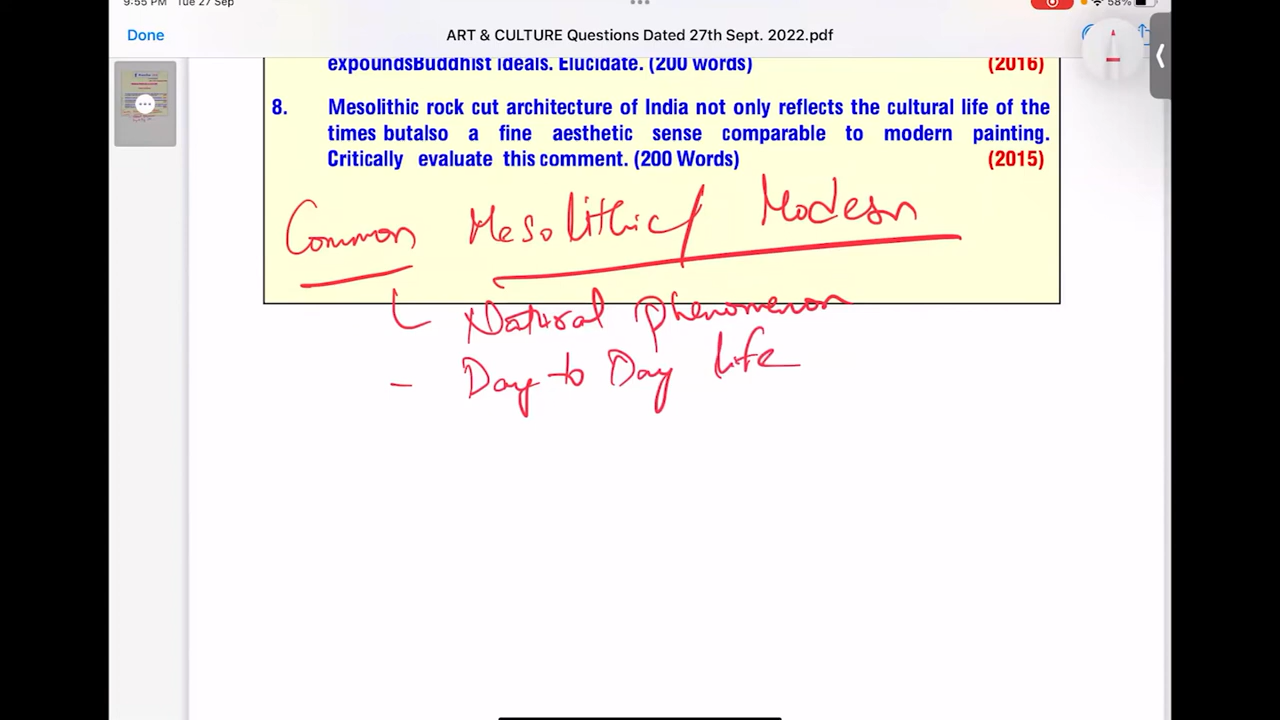 9:55 PM Tue 27 Sep
58%
Done
ART & CULTURE Questions Dated 27th Sept. 2022.pdf
expoundsBuddhist ideals. Elucidate. (200 words) (2016)
8. Mesolithic rock cut architecture of India not only reflects the cultural life of the
times butalso a fine aesthetic sense comparable to modern painting.
Critically evaluate this comment. (200 Words) (2015)
Common Mesolithic/ Modern
Natural phenomenon
- Day to Day life